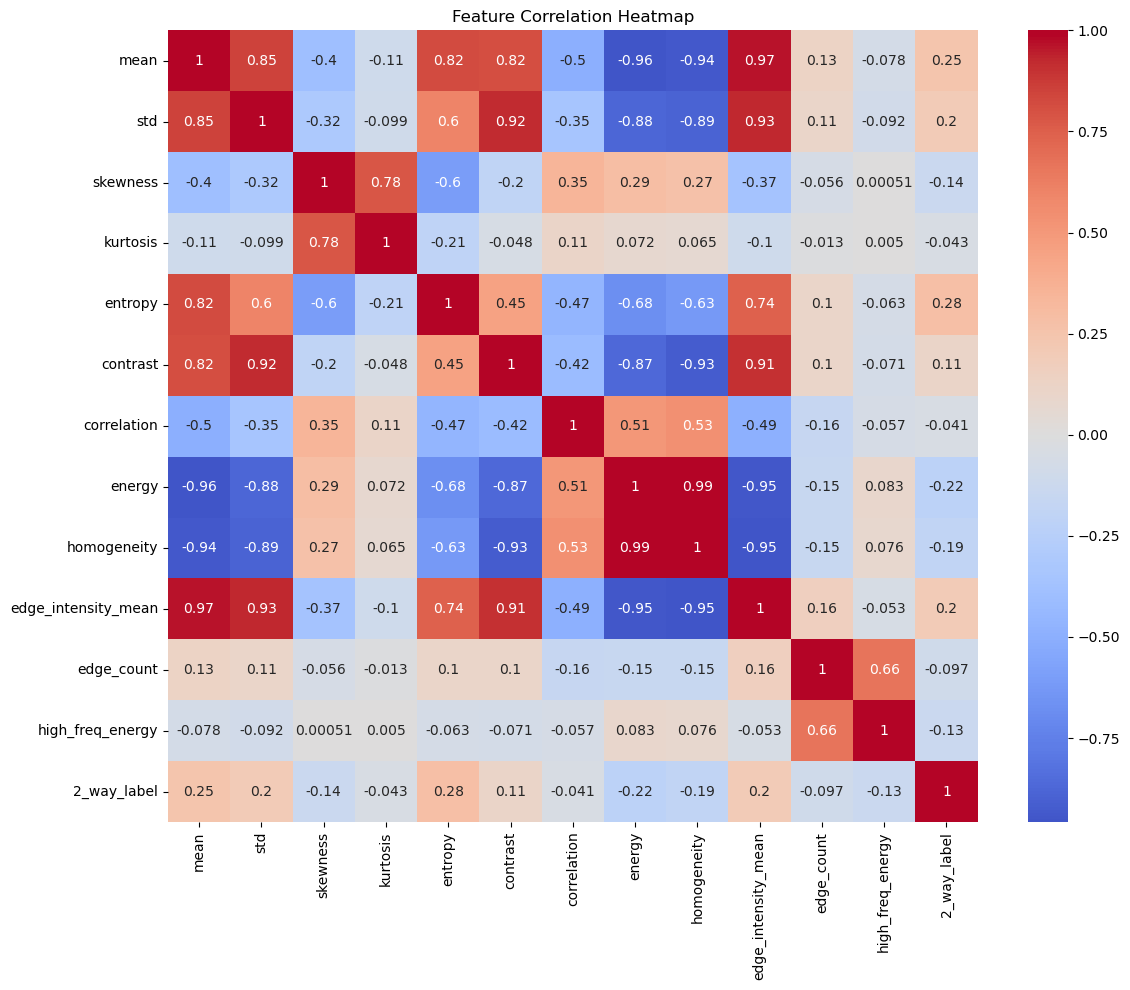 Feature Correlation Heatmap
mean 1 0.85 -0.4 -0.11 0.82 0.82 -0.5 -0.96 -0.94 0.97 0.13 -0.078 0.25
std 0.85 1 -0.32 -0.099 0.6 0.92 -0.35 -0.88 -0.89 0.93 0.11 -0.092 0.2
skewness -0.4 -0.32 1 0.78 -0.6 -0.2 0.35 0.29 0.27 -0.37 -0.056 0.00051 -0.14
kurtosis -0.11 -0.099 0.78 1 -0.21 -0.048 0.11 0.072 0.065 -0.1 -0.013 0.005 -0.043
entropy 0.82 0.6 -0.6 -0.21 1 0.45 -0.47 -0.68 -0.63 0.74 0.1 -0.063 0.28
contrast 0.82 0.92 -0.2 -0.048 0.45 1 -0.42 -0.87 -0.93 0.91 0.1 -0.071 0.11
correlation -0.5 -0.35 0.35 0.11 -0.47 -0.42 1 0.51 0.53 -0.49 -0.16 -0.057 -0.041
energy -0.96 -0.88 0.29 0.072 -0.68 -0.87 0.51 1 0.99 -0.95 -0.15 0.083 -0.22
homogeneity -0.94 -0.89 0.27 0.065 -0.63 -0.93 0.53 0.99 1 -0.95 -0.15 0.076 -0.19
edge_intensity_mean 0.97 0.93 -0.37 -0.1 0.74 0.91 -0.49 -0.95 -0.95 1 0.16 -0.053 0.2
edge_count 0.13 0.11 -0.056 -0.013 0.1 0.1 -0.16 -0.15 -0.15 0.16 1 0.66 -0.097
high_freq_energy -0.078 -0.092 0.00051 0.005 -0.063 -0.071 -0.057 0.083 0.076 -0.053 0.66 1 -0.13
2_way_label 0.25 0.2 -0.14 -0.043 0.28 0.11 -0.041 -0.22 -0.19 0.2 -0.097 -0.13 1
mean
std
skewness
kurtosis
entropy
contrast
correlation
energy
homogeneity
edge_intensity_mean
edge_count
high_freq_energy
2_way_label
1.00
0.75
0.50
0.25
0.00
−0.25
−0.50
−0.75